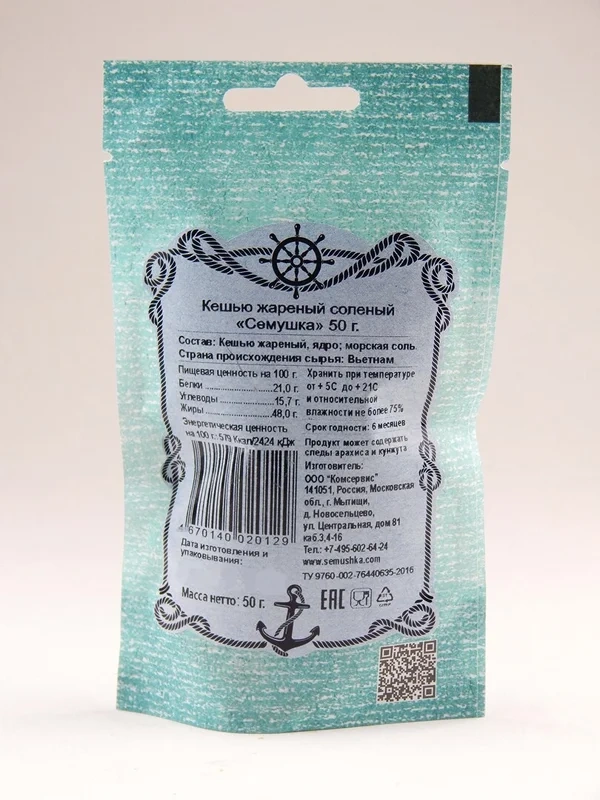 Кешью жареный соленый
«Семушка» 50 г.
Состав: Кешью жареный, ядро; морская соль.
Страна происхождения сырья: Вьетнам
Пищевая ценность на 100 г.
Белки ................. 21,0 г.
Углеводы ............... 15,7 г.
Жиры .................. 48,0 г.
Энергетическая ценность
на 100 г.: 579 Ккал/2424 кДж
4 670140 020129
Дата изготовления и
упаковывания:
Масса нетто: 50 г.
Хранить при температуре
от + 5С до + 21С
и относительной
влажности не более 75%
Срок годности: 6 месяцев
Продукт может содержать
следы арахиса и кунжута
Изготовитель:
ООО "Комсервис"
141051, Россия, Московская
обл., г. Мытищи,
д. Новосельцево,
ул. Центральная, дом 81
каб.3,4-16
Тел.: +7-495-602-64-24
www.semushka.com
ТУ 9760-002-76440635-2016
EAC